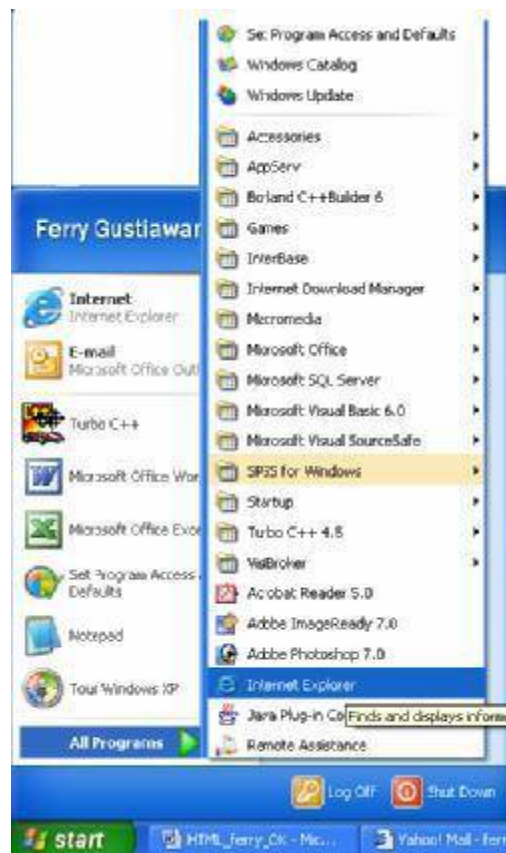 Set Program Access and Defaults
Windows Catalog
Windows Update
Accessories
AppServ
Borland C++Builder 6
Games
InterBase
Internet Download Manager
Macromedia
Microsoft Office
Microsoft SQL Server
Microsoft Visual Basic 6.0
Microsoft Visual SourceSafe
SPSS for Windows
Startup
Turbo C++ 4.5
VisiBroker
Acobat Reader 5.0
Adobe ImageReady 7.0
Adobe Photoshop 7.0
Internet Explorer
Java Plug-in Co
Finds and displays inform
Remote Assistance
Ferry Gustiawan
Internet
Internet Explorer
E-mail
Microsoft Office Outl
Turbo C++
Microsoft Office Wor
Microsoft Office Exce
Set Program Access
Defaults
Notepad
Tour Windows XP
All Programs
Log Off
Shut Down
start
HTML_ferry_OK - Mic...
Yahoo! Mail - ferr